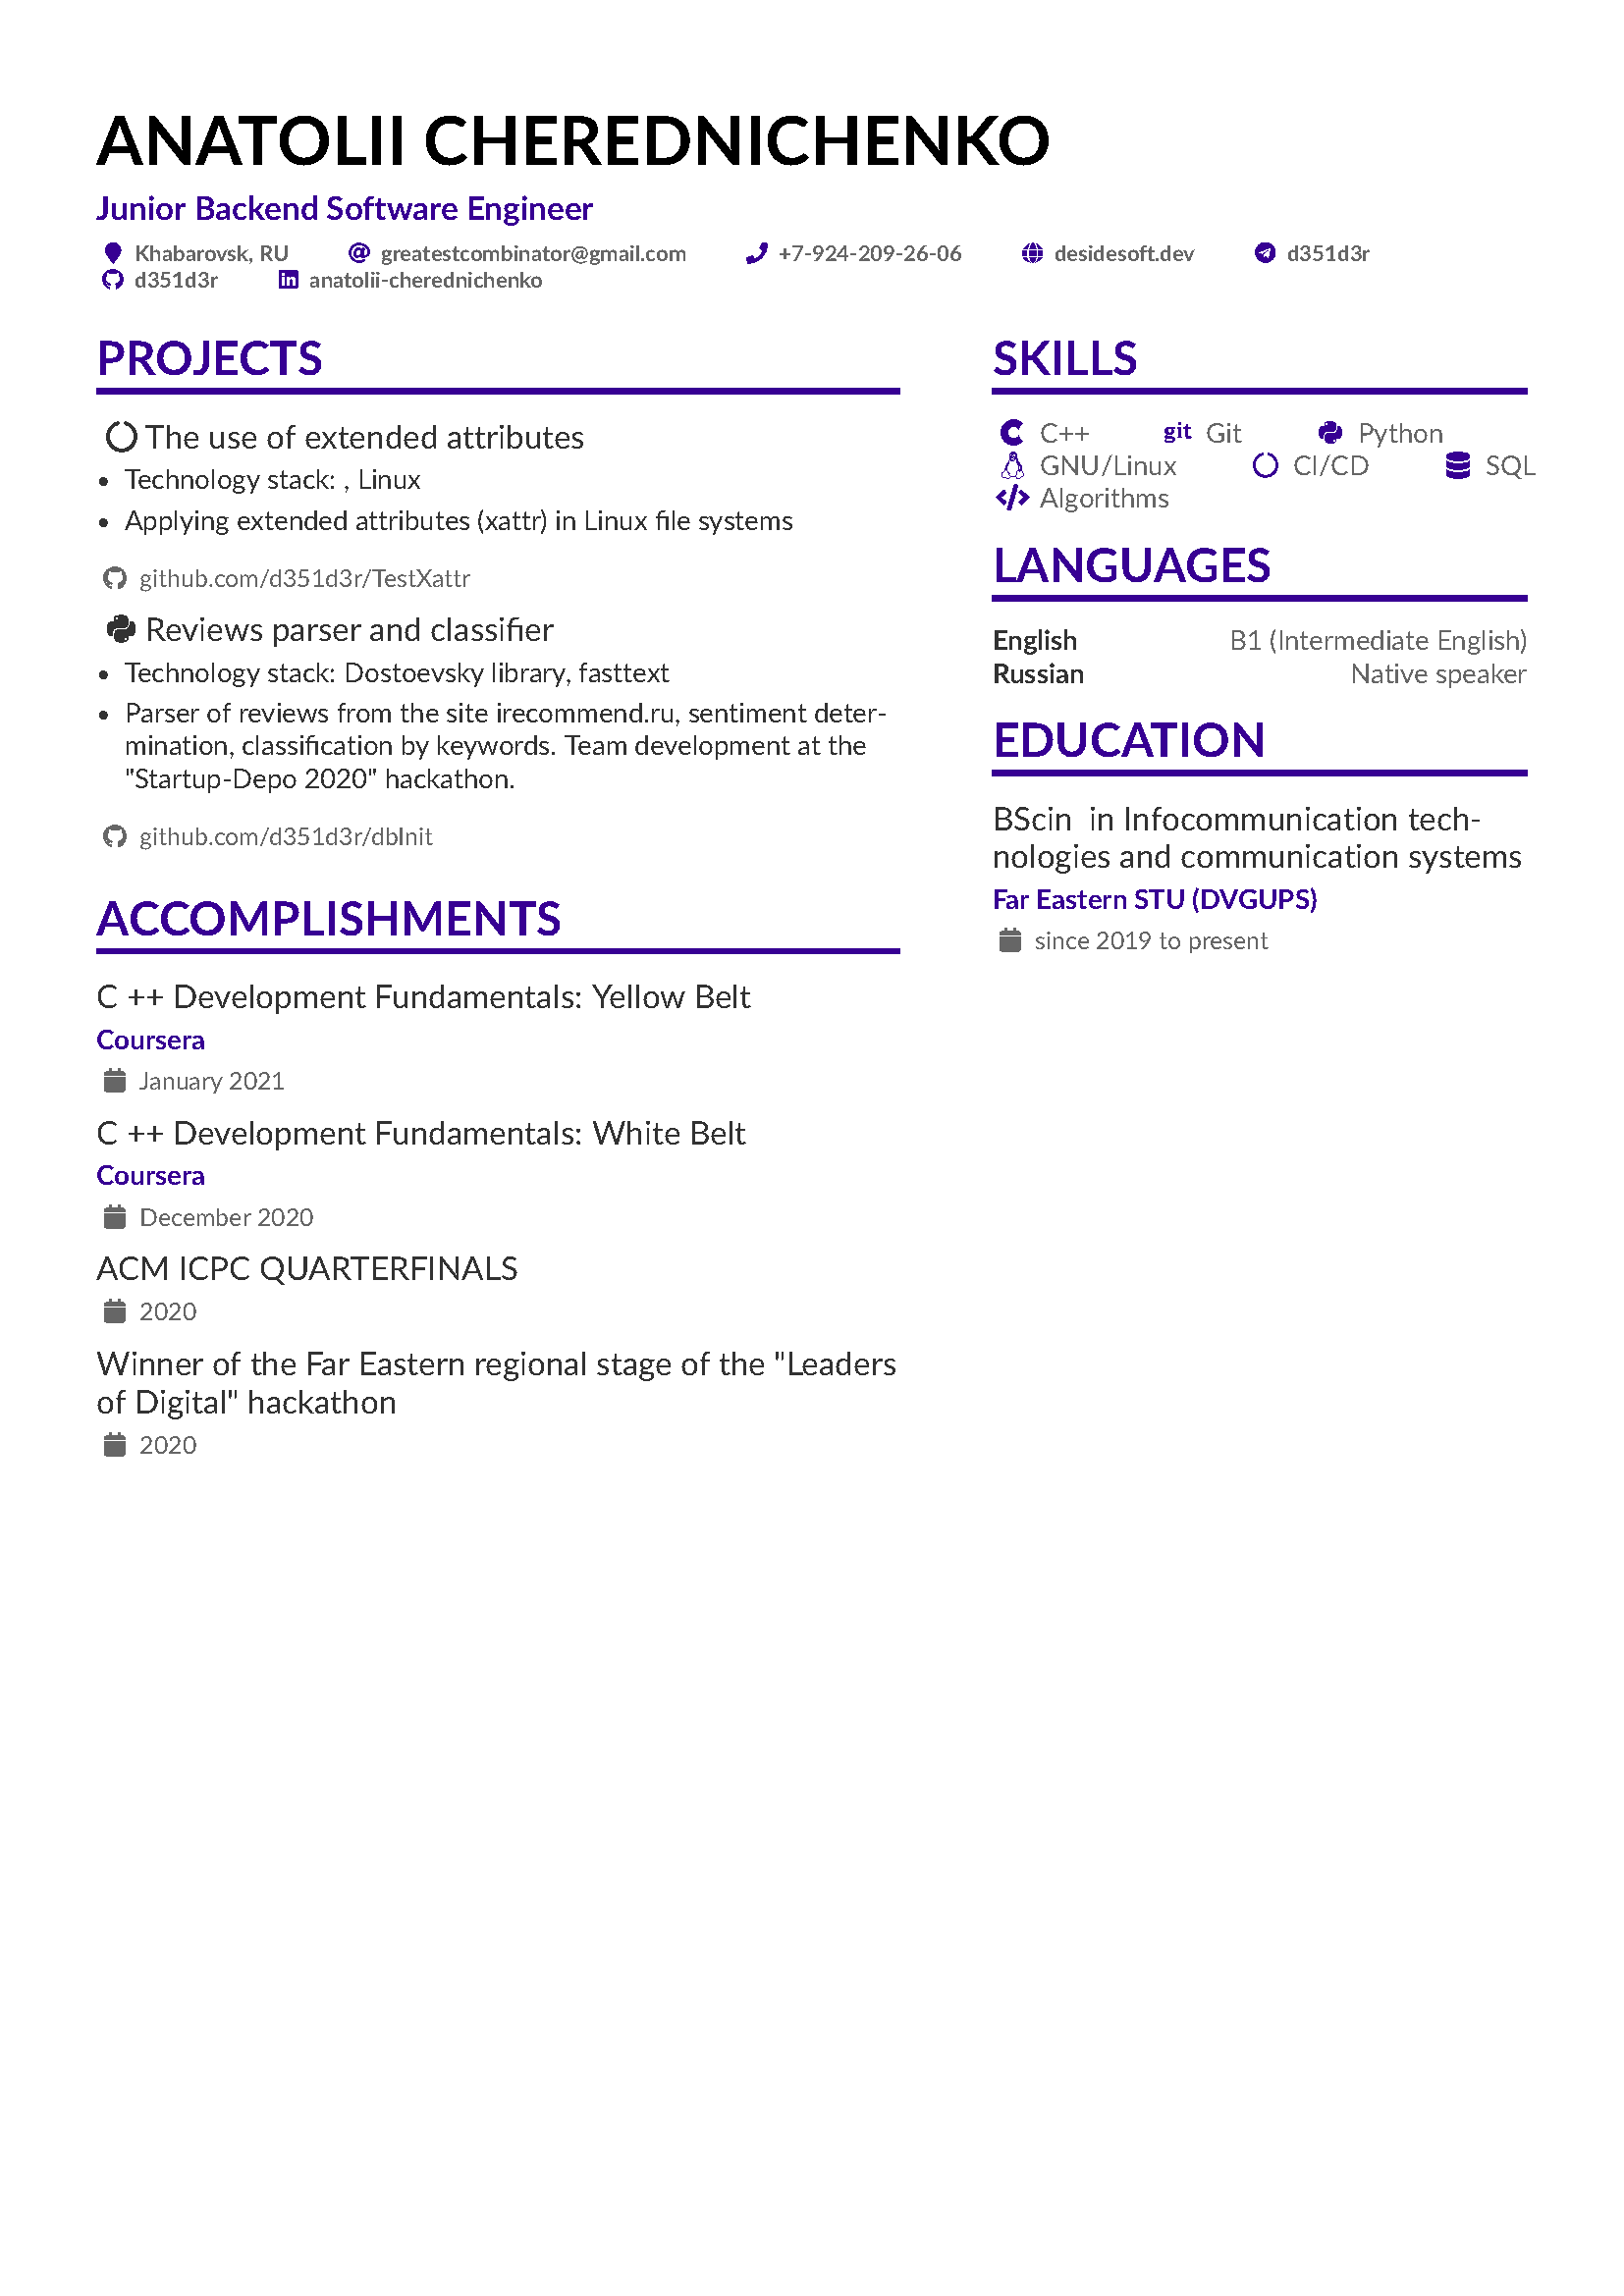 ANATOLII CHEREDNICHENKO
Junior Backend Software Engineer
Khabarovsk, RU greatestcombinator@gmail.com +7-924-209-26-06 desidesoft.dev d351d3r
d351d3r anatolii-cherednichenko
PROJECTS
The use of extended attributes
• Technology stack: , Linux
• Applying extended attributes (xattr) in Linux file systems
github.com/d351d3r/TestXattr
Reviews parser and classifier
• Technology stack: Dostoevsky library, fasttext
• Parser of reviews from the site irecommend.ru, sentiment deter-
mination, classification by keywords. Team development at the
"Startup-Depo 2020" hackathon.
github.com/d351d3r/dbInit
ACCOMPLISHMENTS
C ++ Development Fundamentals: Yellow Belt
Coursera
January 2021
C ++ Development Fundamentals: White Belt
Coursera
December 2020
ACM ICPC QUARTERFINALS
2020
Winner of the Far Eastern regional stage of the "Leaders
of Digital" hackathon
2020
SKILLS
C++ git Git Python
GNU/Linux CI/CD SQL
Algorithms
LANGUAGES
English B1 (Intermediate English)
Russian Native speaker
EDUCATION
BScin in Infocommunication tech-
nologies and communication systems
Far Eastern STU (DVGUPS)
since 2019 to present